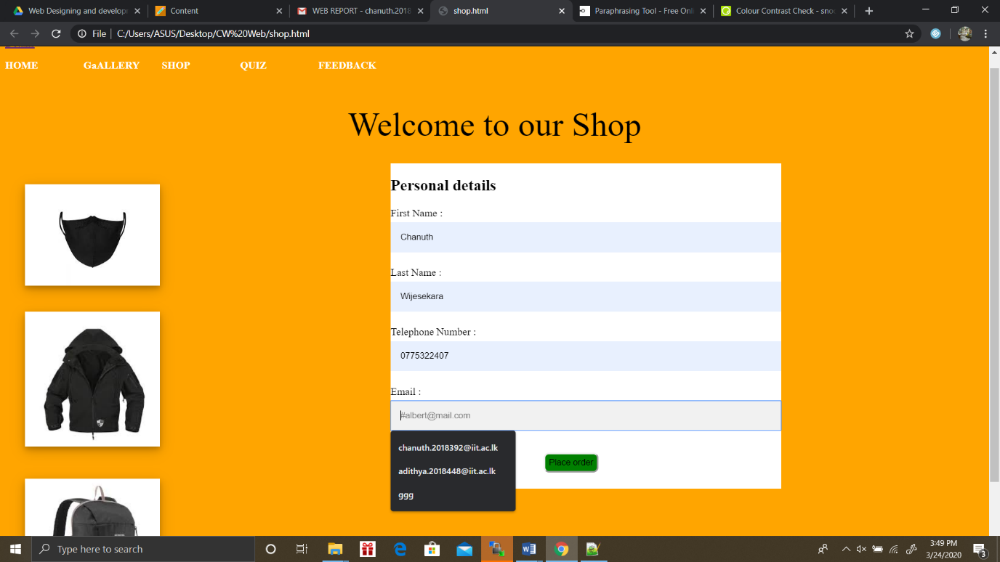 Web Designing and developr
Content
WEB REPORT - chanuth.2018
shop.html
Paraphrasing Tool - Free Onl
Colour Contrast Check - snoo
File
C:/Users/ASUS/Desktop/CW%20Web/shop.html
HOME
GaALLERY
SHOP
QUIZ
FEEDBACK
Welcome to our Shop
Personal details
First Name :
Chanuth
Last Name :
Wijesekara
Telephone Number :
0775322407
Email :
#albert@mail.com
chanuth.2018392@iit.ac.lk
adithya.2018448@iit.ac.lk
ggg
Place order
Type here to search
3:49 PM
3/24/2020
3